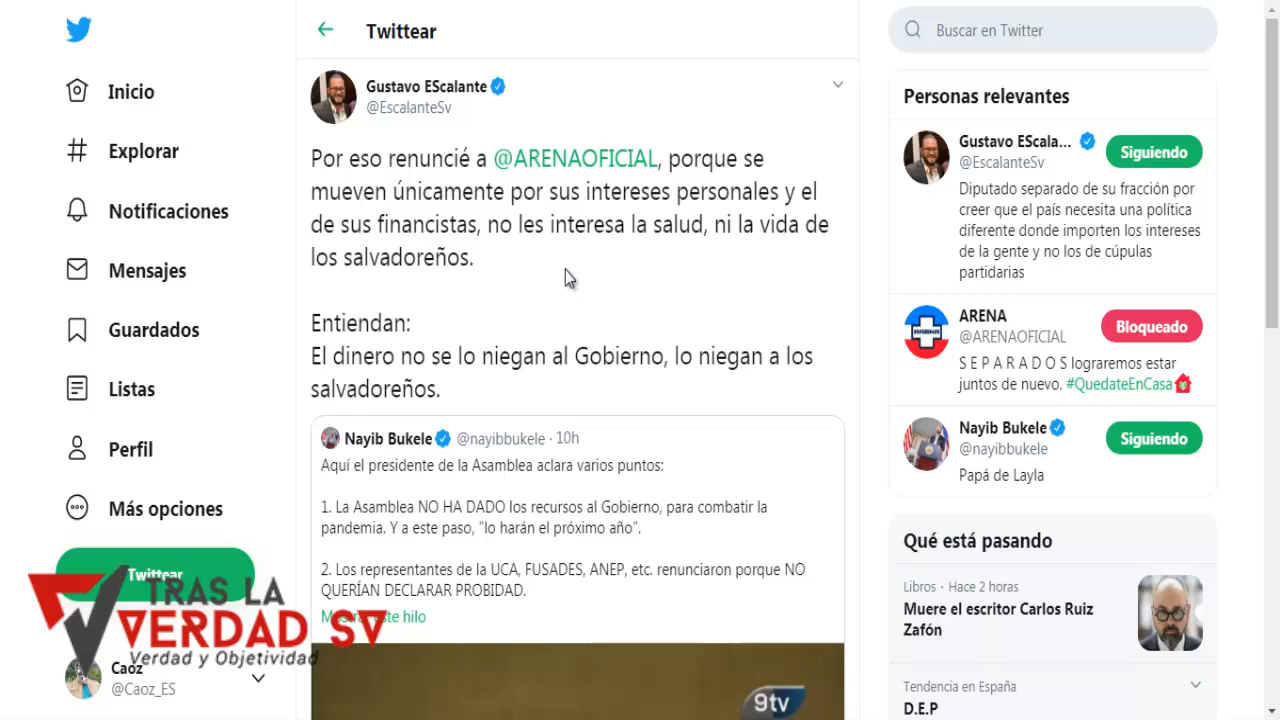 Inicio
Explorar
Notificaciones
Mensajes
Guardados
Listas
Perfil
Más opciones
Twittear
TRAS LA
VERDAD SV
Verdad y Objetividad
Caoz
@Caoz_ES
Twittear
Gustavo EScalante
@EscalanteSv
Por eso renuncié a @ARENAOFICIAL, porque se
mueven únicamente por sus intereses personales y el
de sus financistas, no les interesa la salud, ni la vida de
los salvadoreños.
Entiendan:
El dinero no se lo niegan al Gobierno, lo niegan a los
salvadoreños.
Nayib Bukele @nayibbukele · 10h
Aquí el presidente de la Asamblea aclara varios puntos:
1. La Asamblea NO HA DADO los recursos al Gobierno, para combatir la
pandemia. Y a este paso, "lo harán el próximo año".
2. Los representantes de la UCA, FUSADES, ANEP, etc. renunciaron porque NO
QUERÍAN DECLARAR PROBIDAD.
Mostrar este hilo
9tv
Buscar en Twitter
Personas relevantes
Gustavo EScala...
@EscalanteSv
Siguiendo
Diputado separado de su fracción por
creer que el país necesita una política
diferente donde importen los intereses
de la gente y no los de cúpulas
partidarias
ARENA
ARENA
@ARENAOFICIAL
Bloqueado
S E P A R A D O S lograremos estar
juntos de nuevo. #QuedateEnCasa
Nayib Bukele
@nayibbukele
Siguiendo
Papá de Layla
Qué está pasando
Libros · Hace 2 horas
Muere el escritor Carlos Ruiz
Zafón
Tendencia en España
D.E.P